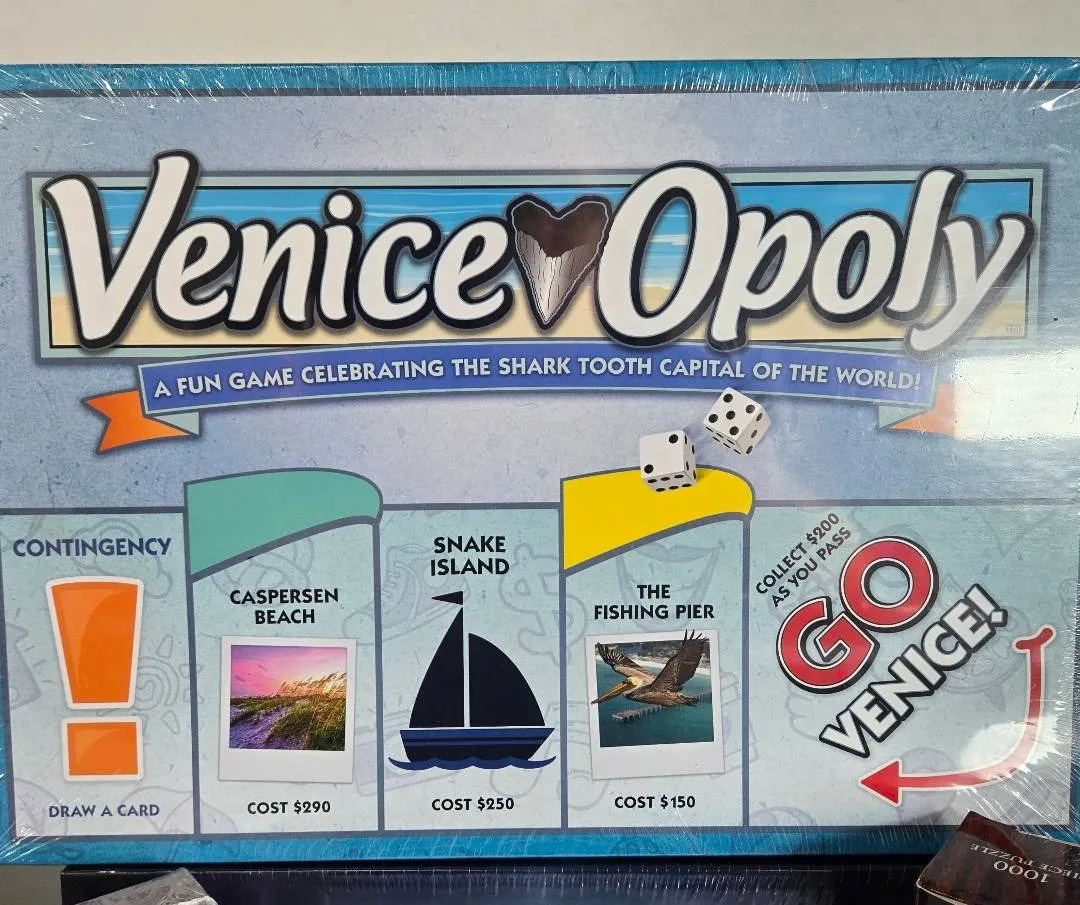 Venice Opoly
A FUN GAME CELEBRATING THE SHARK TOOTH CAPITAL OF THE WORLD!
CONTINGENCY
DRAW A CARD
CASPERSEN
BEACH
COST $290
SNAKE
ISLAND
COST $250
THE
FISHING PIER
COST $150
COLLECT $200
AS YOU PASS
GO
VENICE!
1000
PUZZLE